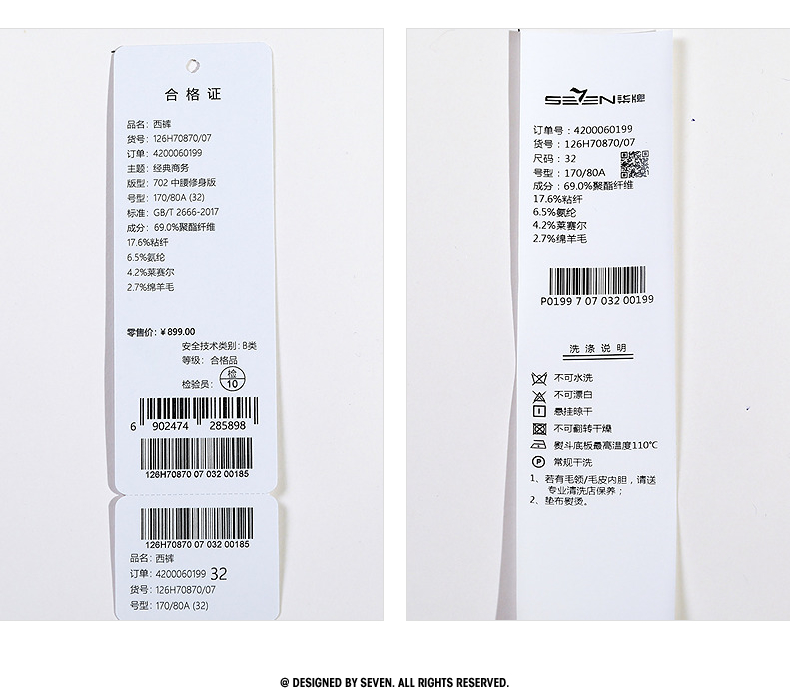 合格证
品名：西裤
货号：126H70870/07
订单：4200060199
主题：经典商务
版型：702 中腰修身版
号型：170/80A (32)
标准：GB/T 2666-2017
成分：69.0%聚酯纤维
17.6%粘纤
6.5%氨纶
4.2%莱赛尔
2.7%绵羊毛
零售价：¥899.00
安全技术类别：B类
等级：合格品
检验员：检 10
6 902474 285898
126H70870 07 032 00185
126H70870 07 032 00185
品名：西裤
订单：4200060199 32
货号：126H70870/07
号型：170/80A (32)
SEVEN 柒牌
订单号：4200060199
货号：126H70870/07
尺码：32
号型：170/80A
成分：69.0%聚酯纤维
17.6%粘纤
6.5%氨纶
4.2%莱赛尔
2.7%绵羊毛
P0199 7 07 032 00199
洗涤说明
不可水洗
不可漂白
悬挂晾干
不可翻转干燥
熨斗底板最高温度110℃
P 常规干洗
1、若有毛领/毛皮内胆，请送
专业清洗店保养；
2、垫布熨烫。
@ DESIGNED BY SEVEN. ALL RIGHTS RESERVED.